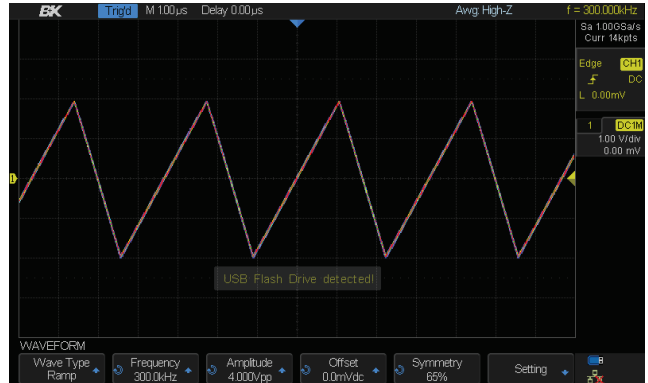 BK Trig'd M 1.00µs Delay 0.00µs Awg: High-Z f = 300.000kHz
Sa 1.00GSa/s
Curr 14kpts
Edge CH1
DC
L 0.00mV
1 DC1M
1.00 V/div
0.00 mV
1
USB Flash Drive detected!
WAVEFORM
Wave Type Frequency Amplitude Offset Symmetry Setting
Ramp 300.0kHz 4.000Vpp 0.0mVdc 65%